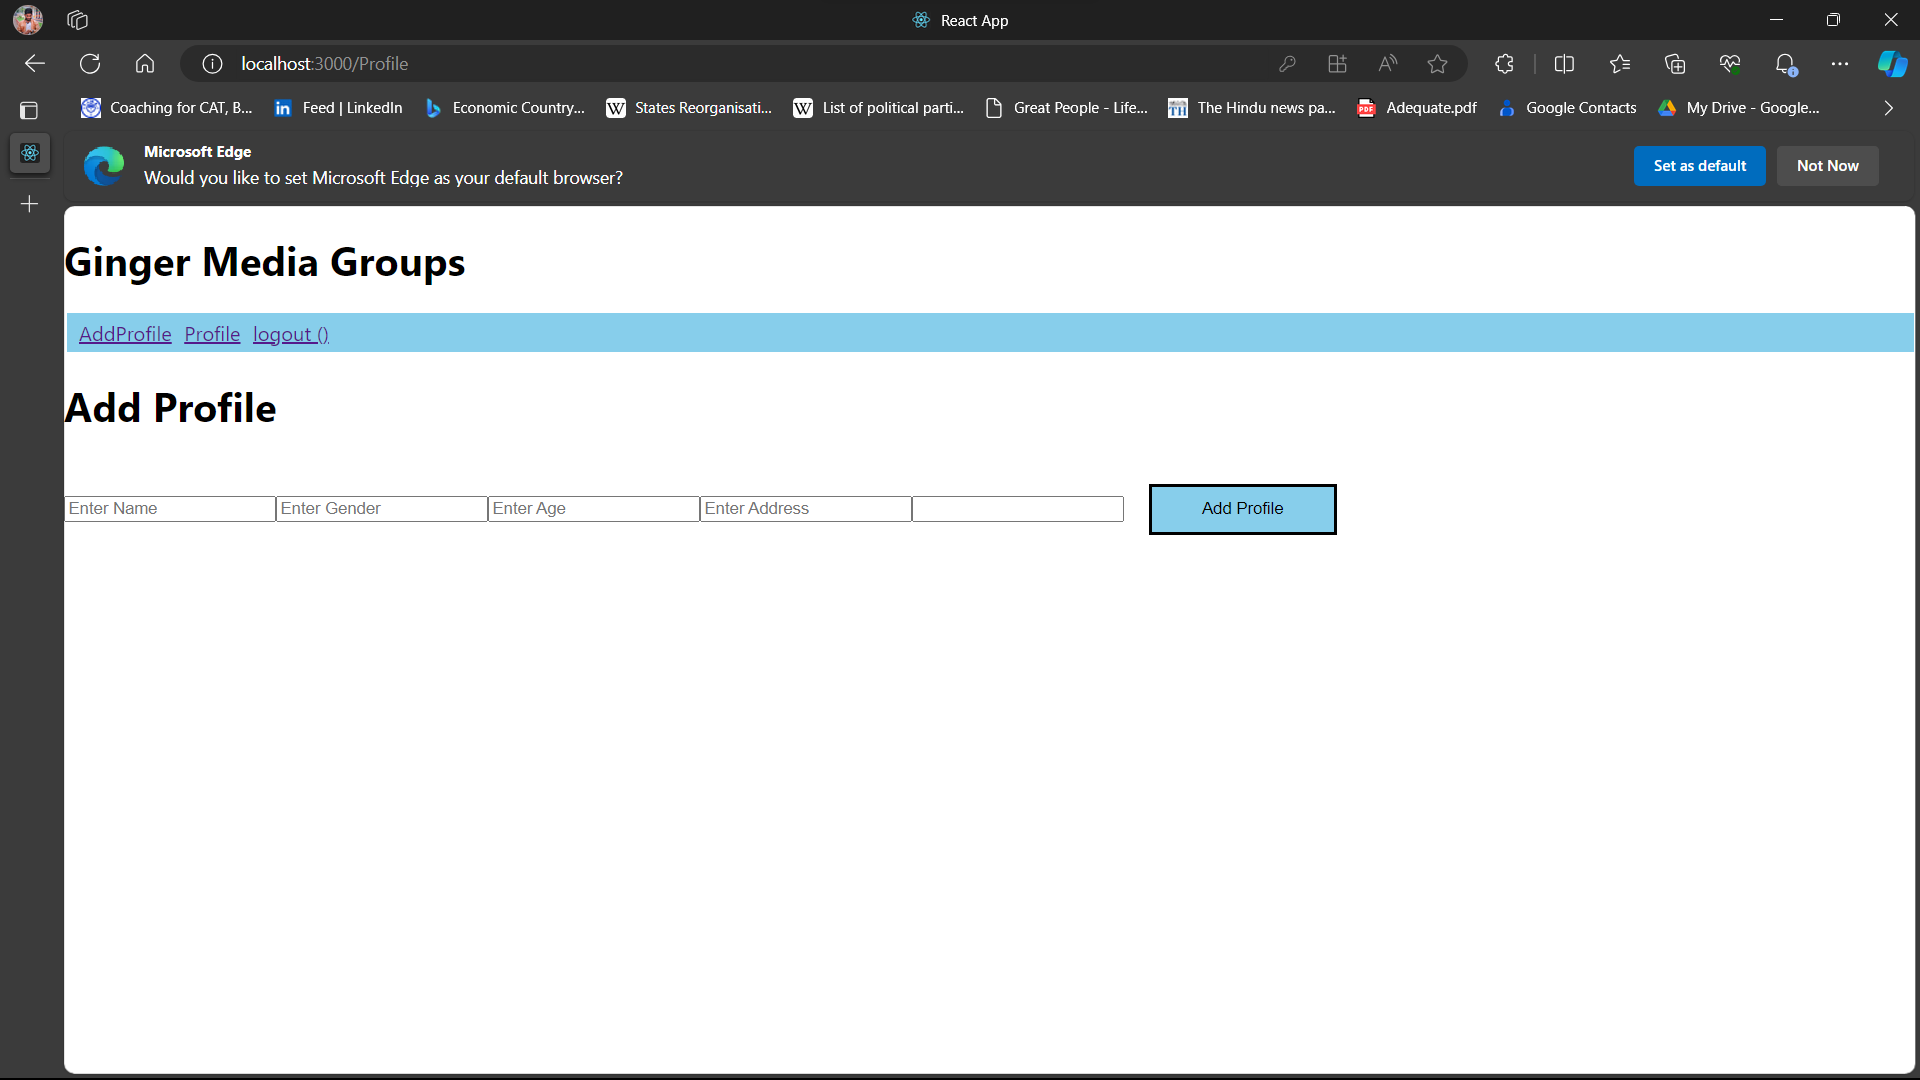 React App
localhost:3000/Profile
Coaching for CAT, B... Feed | LinkedIn Economic Country... States Reorganisati... List of political parti... Great People - Life... The Hindu news pa... Adequate.pdf Google Contacts My Drive - Google...
Microsoft Edge
Would you like to set Microsoft Edge as your default browser?
Set as default Not Now
Ginger Media Groups
AddProfile Profile logout ()
Add Profile
Enter Name Enter Gender Enter Age Enter Address Add Profile